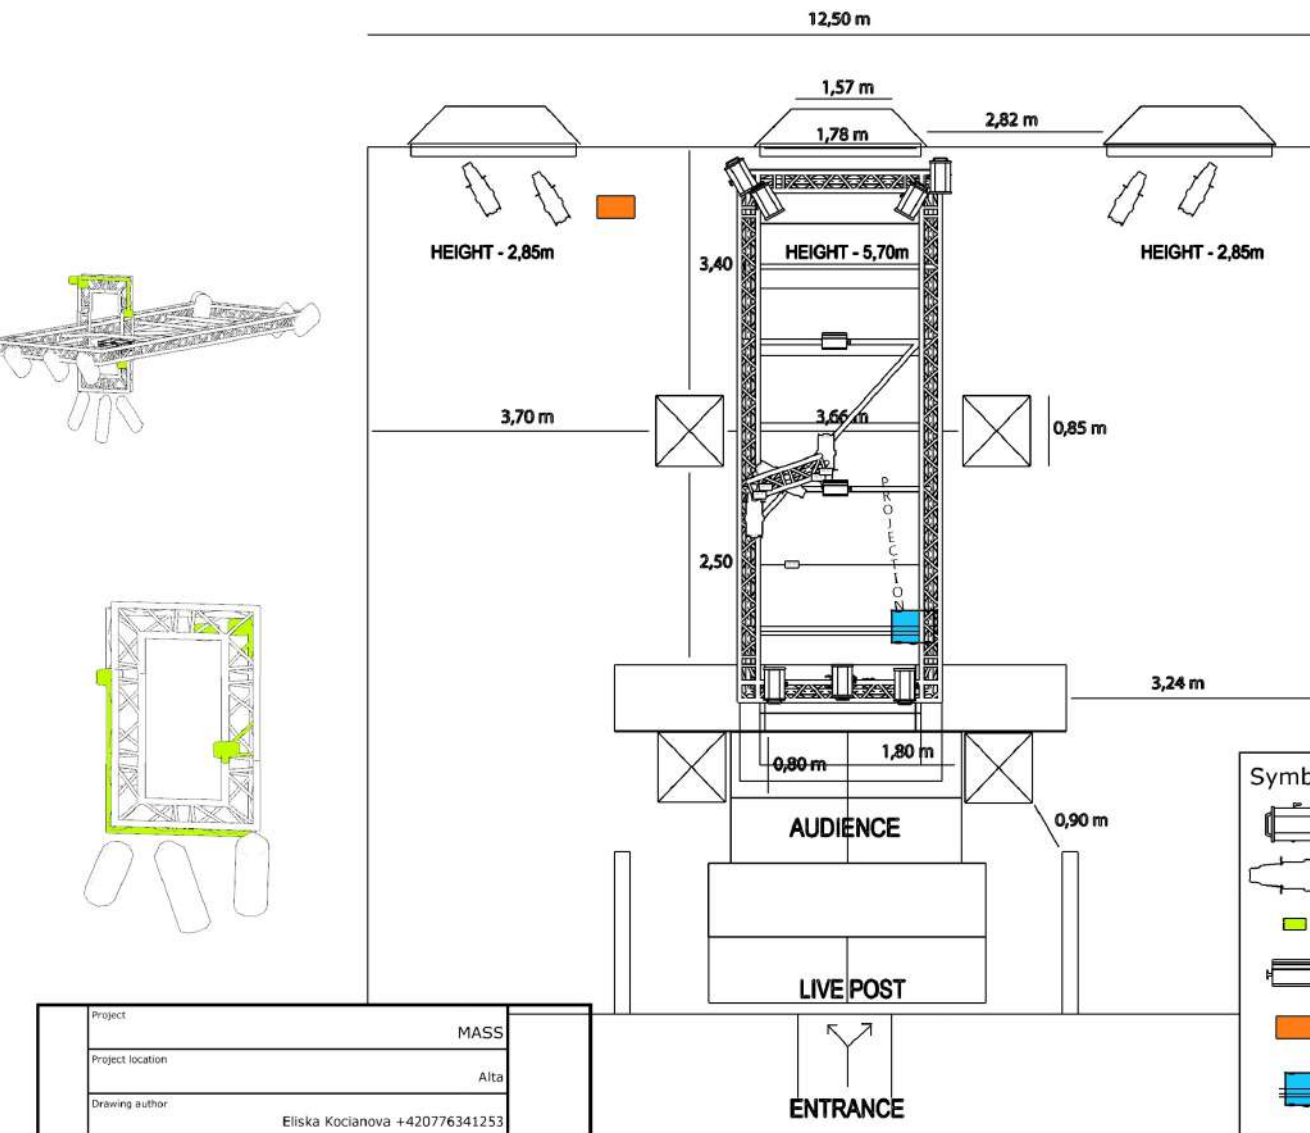 12,50 m
1,57 m
1,78 m
2,82 m
HEIGHT - 2,85m
HEIGHT - 5,70m
HEIGHT - 2,85m
3,40
3,70 m
3,66 m
0,85 m
PROJECTION
2,50
3,24 m
1,80 m
0,80 m
Symb
AUDIENCE
0,90 m
LIVE POST
Project
MASS
Project location
Alta
Drawing author
Eliska Kocianova +420776341253
ENTRANCE